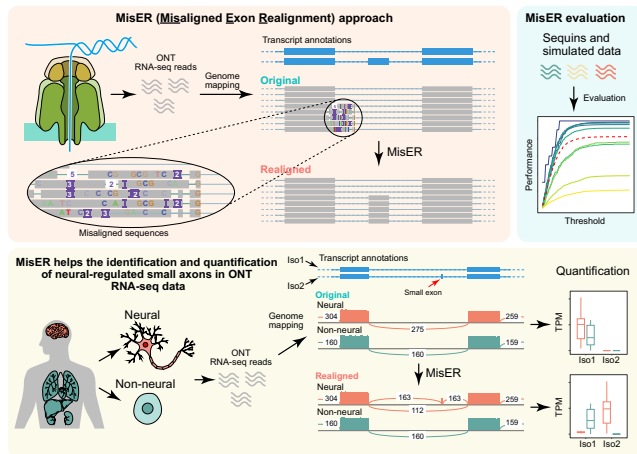 MisER (Misaligned Exon Realignment) approach
ONT
RNA-seq reads
Genome
mapping
Transcript annotations
Original
MisER
Realigned
Misaligned sequences
MisER evaluation
Sequins and
simulated data
Evaluation
Performance
Threshold
MisER helps the identification and quantification
of neural-regulated small axons in ONT
RNA-seq data
Neural
Non-neural
ONT
RNA-seq reads
Genome
mapping
Iso1
Iso2
Transcript annotations
Small exon
Original
Neural
304
275
259
Non-neural
160
160
159
MisER
Realigned
Neural
304
163
163
112
259
Non-neural
160
160
159
Quantification
TPM
Iso1 Iso2
TPM
Iso1 Iso2